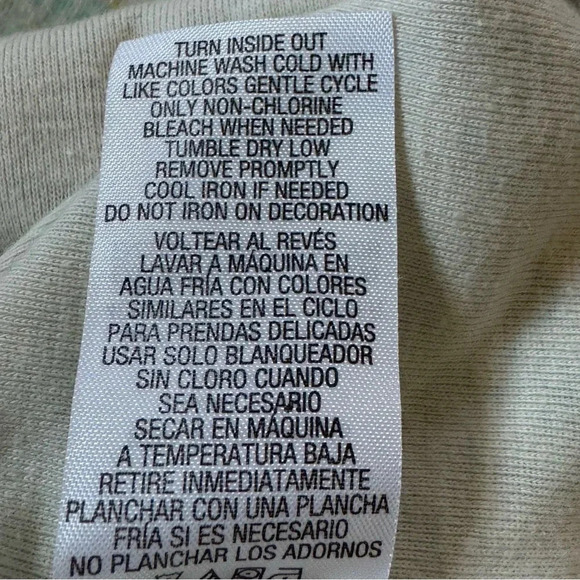 TURN INSIDE OUT
MACHINE WASH COLD WITH
LIKE COLORS GENTLE CYCLE
ONLY NON-CHLORINE
BLEACH WHEN NEEDED
TUMBLE DRY LOW
REMOVE PROMPTLY
COOL IRON IF NEEDED
DO NOT IRON ON DECORATION
VOLTEAR AL REVÉS
LAVAR A MÁQUINA EN
AGUA FRÍA CON COLORES
SIMILARES EN EL CICLO
PARA PRENDAS DELICADAS
USAR SOLO BLANQUEADOR
SIN CLORO CUANDO
SEA NECESARIO
SECAR EN MÁQUINA
A TEMPERATURA BAJA
RETIRE INMEDIATAMENTE
PLANCHAR CON UNA PLANCHA
FRÍA SI ES NECESARIO
NO PLANCHAR LOS ADORNOS